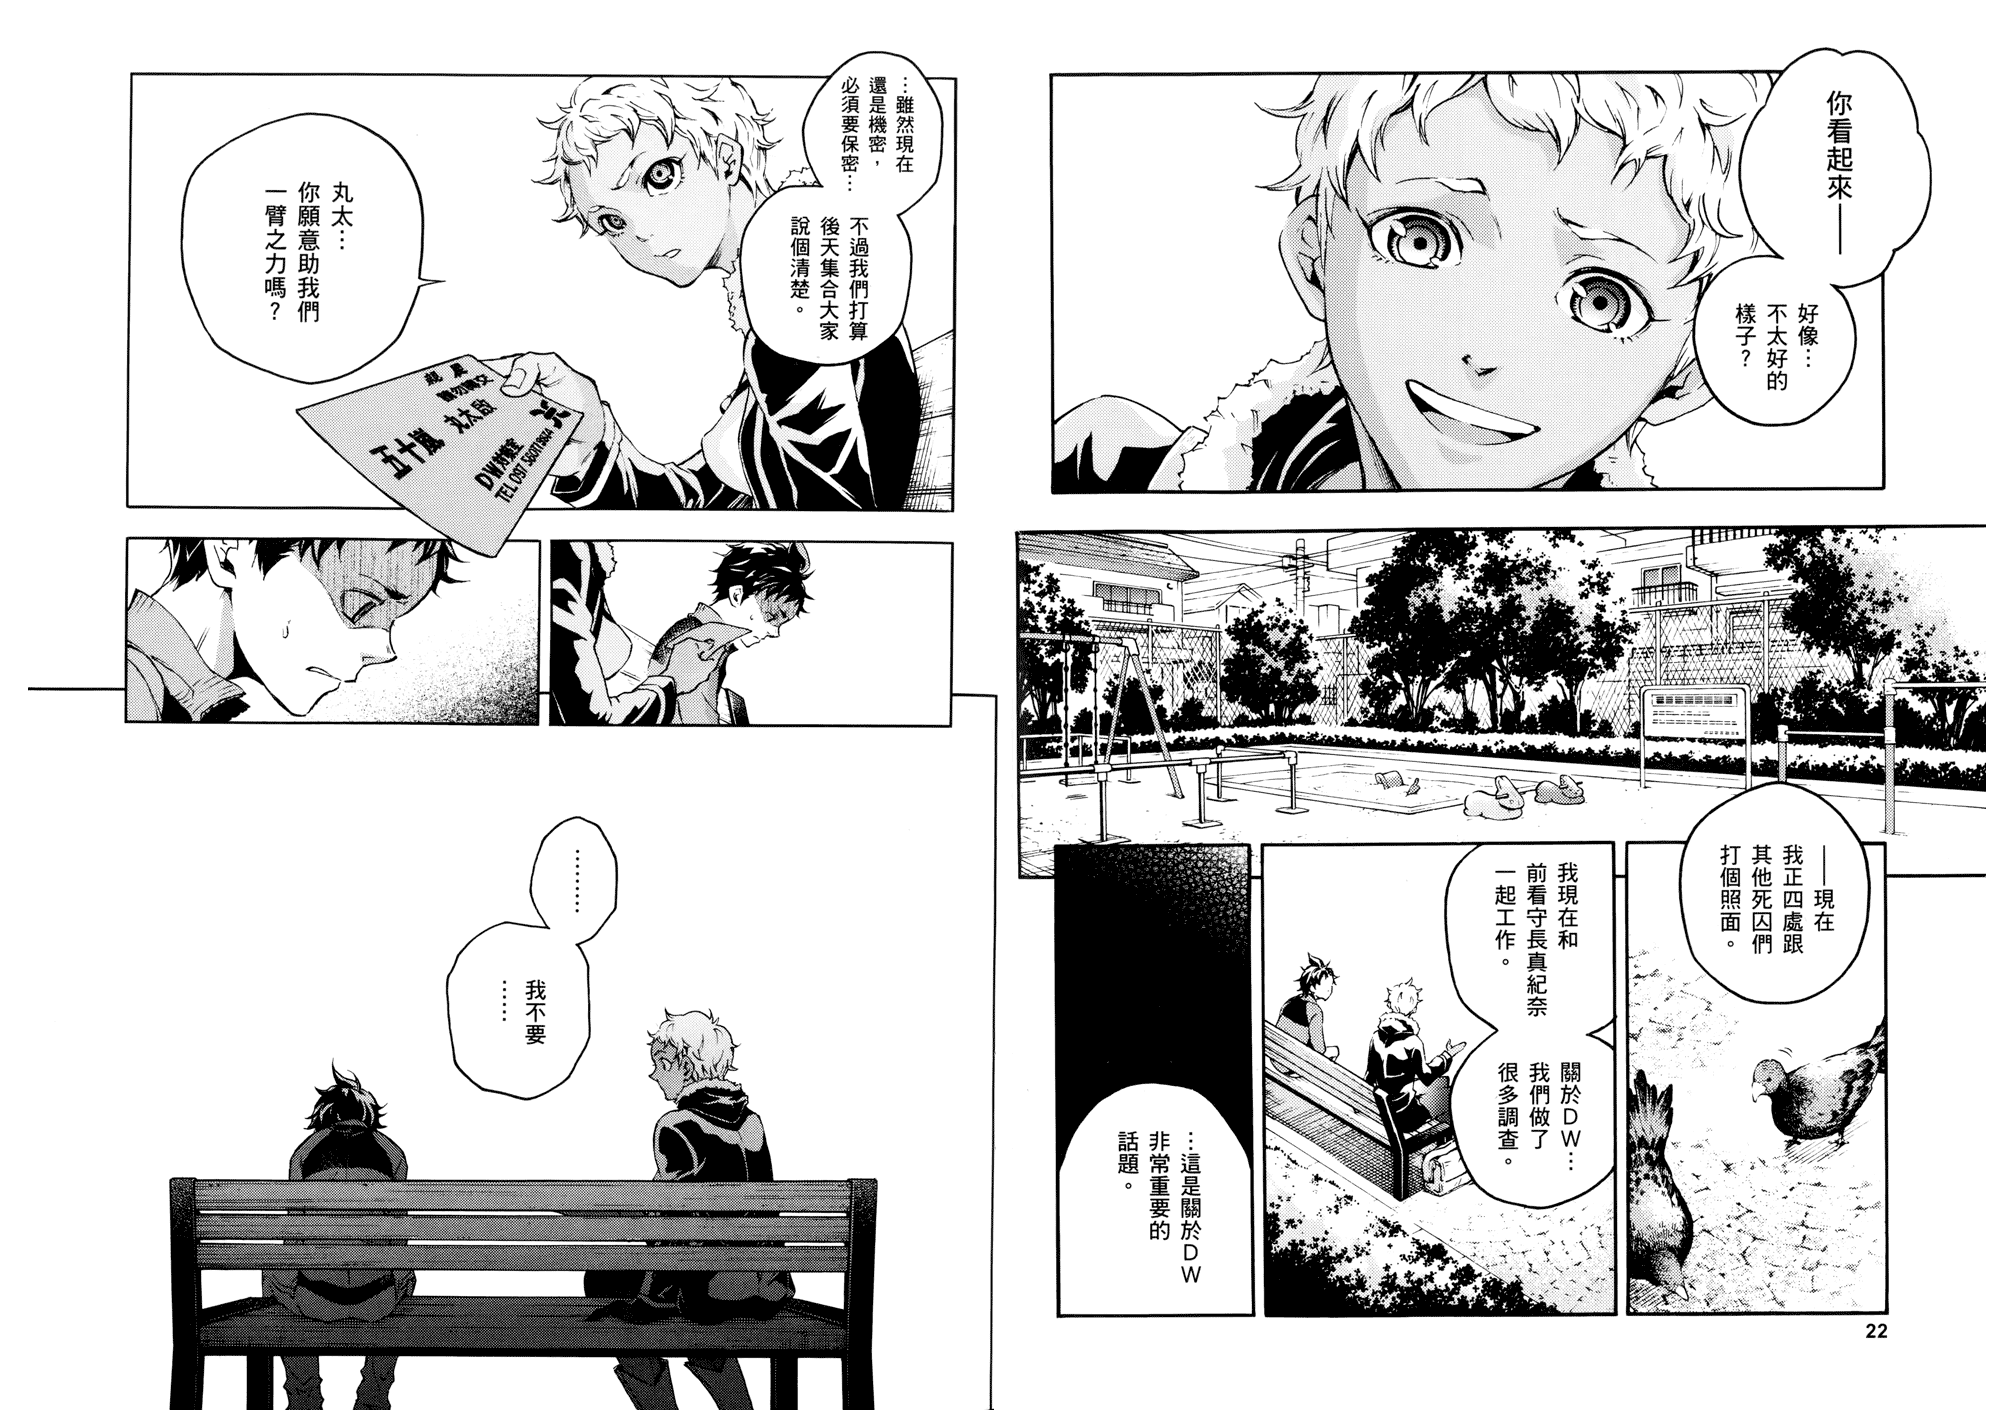 你看起來——
好像…
不太好的
樣子？
——現在
我正四處跟
其他死囚們
打個照面。
我現在和
前看守長真紀奈
一起工作。
關於DW…
我們做了
很多調查。
…這是關於DW
非常重要的
話題。
22
…雖然現在
還是機密，
必須要保密…
不過我們打算
後天集合大家
說個清楚。
丸太…
你願意助我們
一臂之力嗎？
五十嵐
丸太啟
………
我不要
……